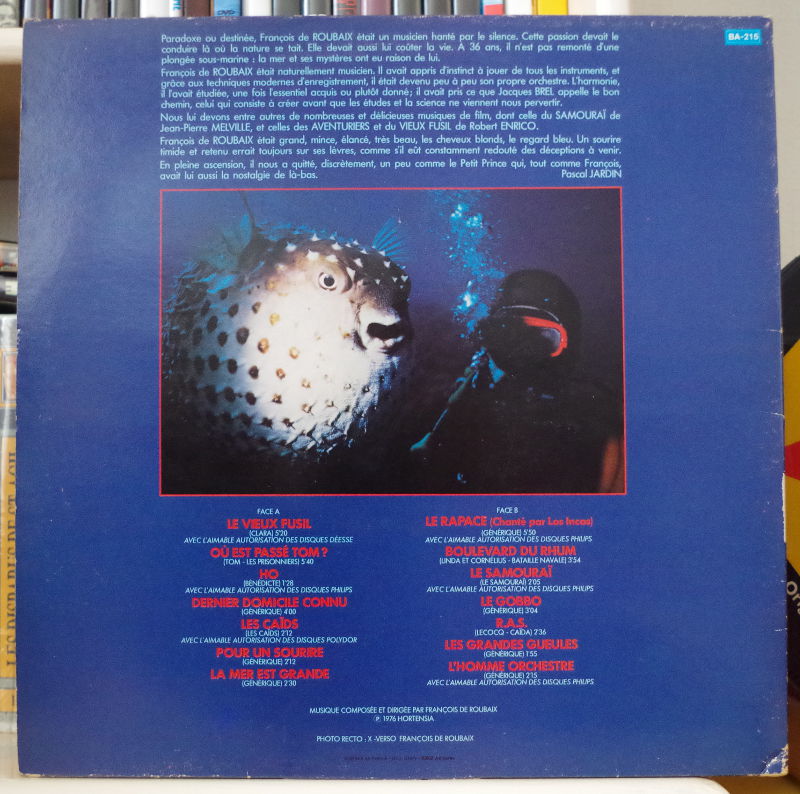 BA-215
Paradoxe ou destinée, François de ROUBAIX était un musicien hanté par le silence. Cette passion devait le
conduire là où la nature se tait. Elle devait aussi lui coûter la vie. A 36 ans, il n'est pas remonté d'une
plongée sous-marine : la mer et ses mystères ont eu raison de lui.
François de ROUBAIX était naturellement musicien. Il avait appris d'instinct à jouer de tous les instruments, et
grâce aux techniques modernes d'enregistrement, il était devenu peu à peu son propre orchestre. L'harmonie,
il l'avait étudiée, une fois l'essentiel acquis ou plutôt donné ; il avait pris ce que Jacques BREL appelle le bon
chemin, celui qui consiste à créer avant que les études et la science ne viennent nous pervertir.
Nous lui devons entre autres de nombreuses et délicieuses musiques de film, dont celle du SAMOURAÏ de
Jean-Pierre MELVILLE, et celles des AVENTURIERS et du VIEUX FUSIL de Robert ENRICO.
François de ROUBAIX était grand, mince, élancé, très beau, les cheveux blonds, le regard bleu. Un sourire
timide et retenu errait toujours sur ses lèvres, comme s'il eût constamment redouté des déceptions à venir.
En pleine ascension, il nous a quitté, discrètement, un peu comme le Petit Prince qui, tout comme François,
avait lui aussi la nostalgie de là-bas. Pascal JARDIN
FACE A
LE VIEUX FUSIL
(CLARA) 5'20
AVEC L'AIMABLE AUTORISATION DES DISQUES DÉESSE
OÙ EST PASSÉ TOM ?
(TOM - LES PRISONNIERS) 5'40
HO
(BÉNÉDICTE) 1'28
AVEC L'AIMABLE AUTORISATION DES DISQUES PHILIPS
DERNIER DOMICILE CONNU
(GÉNÉRIQUE) 4'00
LES CAÏDS
(LES CAÏDS) 2'12
AVEC L'AIMABLE AUTORISATION DES DISQUES POLYDOR
POUR UN SOURIRE
(GÉNÉRIQUE) 2'12
LA MER EST GRANDE
(GÉNÉRIQUE) 2'30
FACE B
LE RAPACE (Chanté par Los Incas)
(GÉNÉRIQUE) 5'50
AVEC L'AIMABLE AUTORISATION DES DISQUES PHILIPS
BOULEVARD DU RHUM
(LINDA ET CORNÉLIUS - BATAILLE NAVALE) 3'54
LE SAMOURAÏ
(LE SAMOURAÏ) 2'05
AVEC L'AIMABLE AUTORISATION DES DISQUES PHILIPS
LE GOBBO
(GÉNÉRIQUE) 3'04
R.A.S.
(LECOCQ - CAÏDA) 2'36
LES GRANDES GUEULES
(GÉNÉRIQUE) 1'55
L'HOMME ORCHESTRE
(GÉNÉRIQUE) 2'15
AVEC L'AIMABLE AUTORISATION DES DISQUES PHILIPS
MUSIQUE COMPOSÉE ET DIRIGÉE PAR FRANÇOIS DE ROUBAIX
℗ 1976 HORTENSIA
PHOTO RECTO : X - VERSO FRANÇOIS DE ROUBAIX